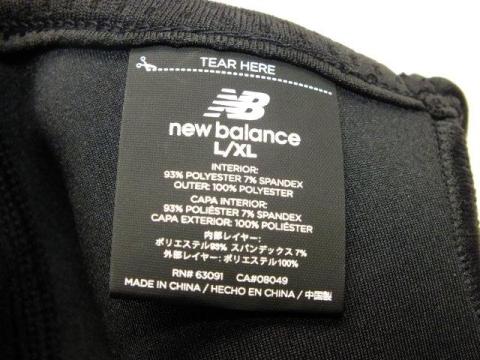 TEAR HERE
NB
new balance
L/XL
INTERIOR:
93% POLYESTER 7% SPANDEX
OUTER: 100% POLYESTER
CAPA INTERIOR:
93% POLIÉSTER 7% SPANDEX
CAPA EXTERIOR: 100% POLIÉSTER
内部レイヤー:
ポリエステル93% スパンデックス 7%
外部レイヤー: ポリエステル100%
RN# 63091 CA#08049
MADE IN CHINA / HECHO EN CHINA / 中国製